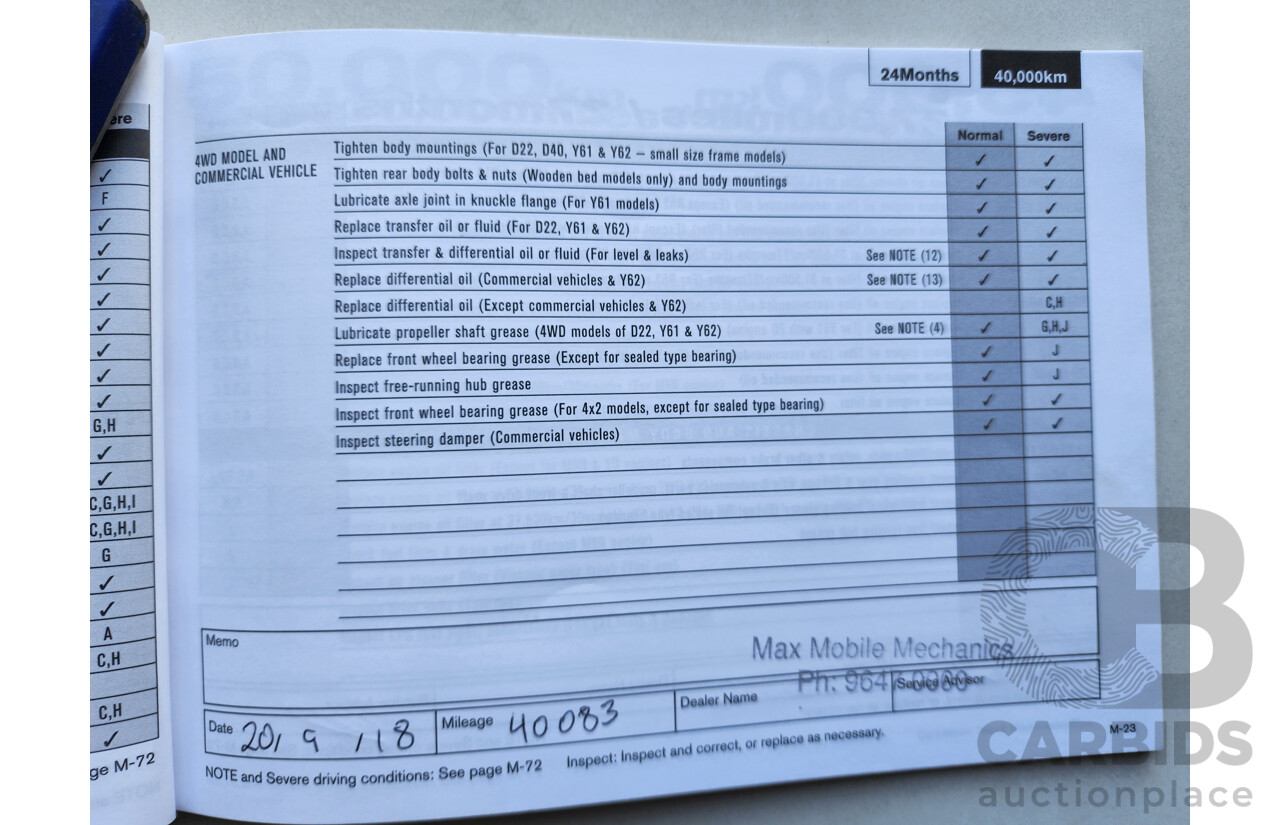 ere
✓
F
✓
✓
✓
✓
✓
✓
✓
✓
G,H
✓
✓
C,G,H,I
C,G,H,I
G
✓
✓
A
C,H
C,H
✓
ge M-72
24Months 40,000km
Normal Severe
4WD MODEL AND
COMMERCIAL VEHICLE
Tighten body mountings (For D22, D40, Y61 & Y62 – small size frame models) ✓ ✓
Tighten rear body bolts & nuts (Wooden bed models only) and body mountings ✓ ✓
Lubricate axle joint in knuckle flange (For Y61 models) ✓ ✓
Replace transfer oil or fluid (For D22, Y61 & Y62) ✓ ✓
Inspect transfer & differential oil or fluid (For level & leaks) See NOTE (12) ✓ ✓
Replace differential oil (Commercial vehicles & Y62) See NOTE (13) ✓ ✓
Replace differential oil (Except commercial vehicles & Y62) C,H
Lubricate propeller shaft grease (4WD models of D22, Y61 & Y62) See NOTE (4) ✓ G,H,J
Replace front wheel bearing grease (Except for sealed type bearing) ✓ J
Inspect free-running hub grease ✓ J
Inspect front wheel bearing grease (For 4x2 models, except for sealed type bearing) ✓ ✓
Inspect steering damper (Commercial vehicles) ✓ ✓
Memo
Max Mobile Mechanics
Ph: 964
Date 20/9/18 Mileage 40083 Dealer Name Service Advisor
NOTE and Severe driving conditions: See page M-72 Inspect: Inspect and correct, or replace as necessary.
M-23
CARBIDS
auctionplace